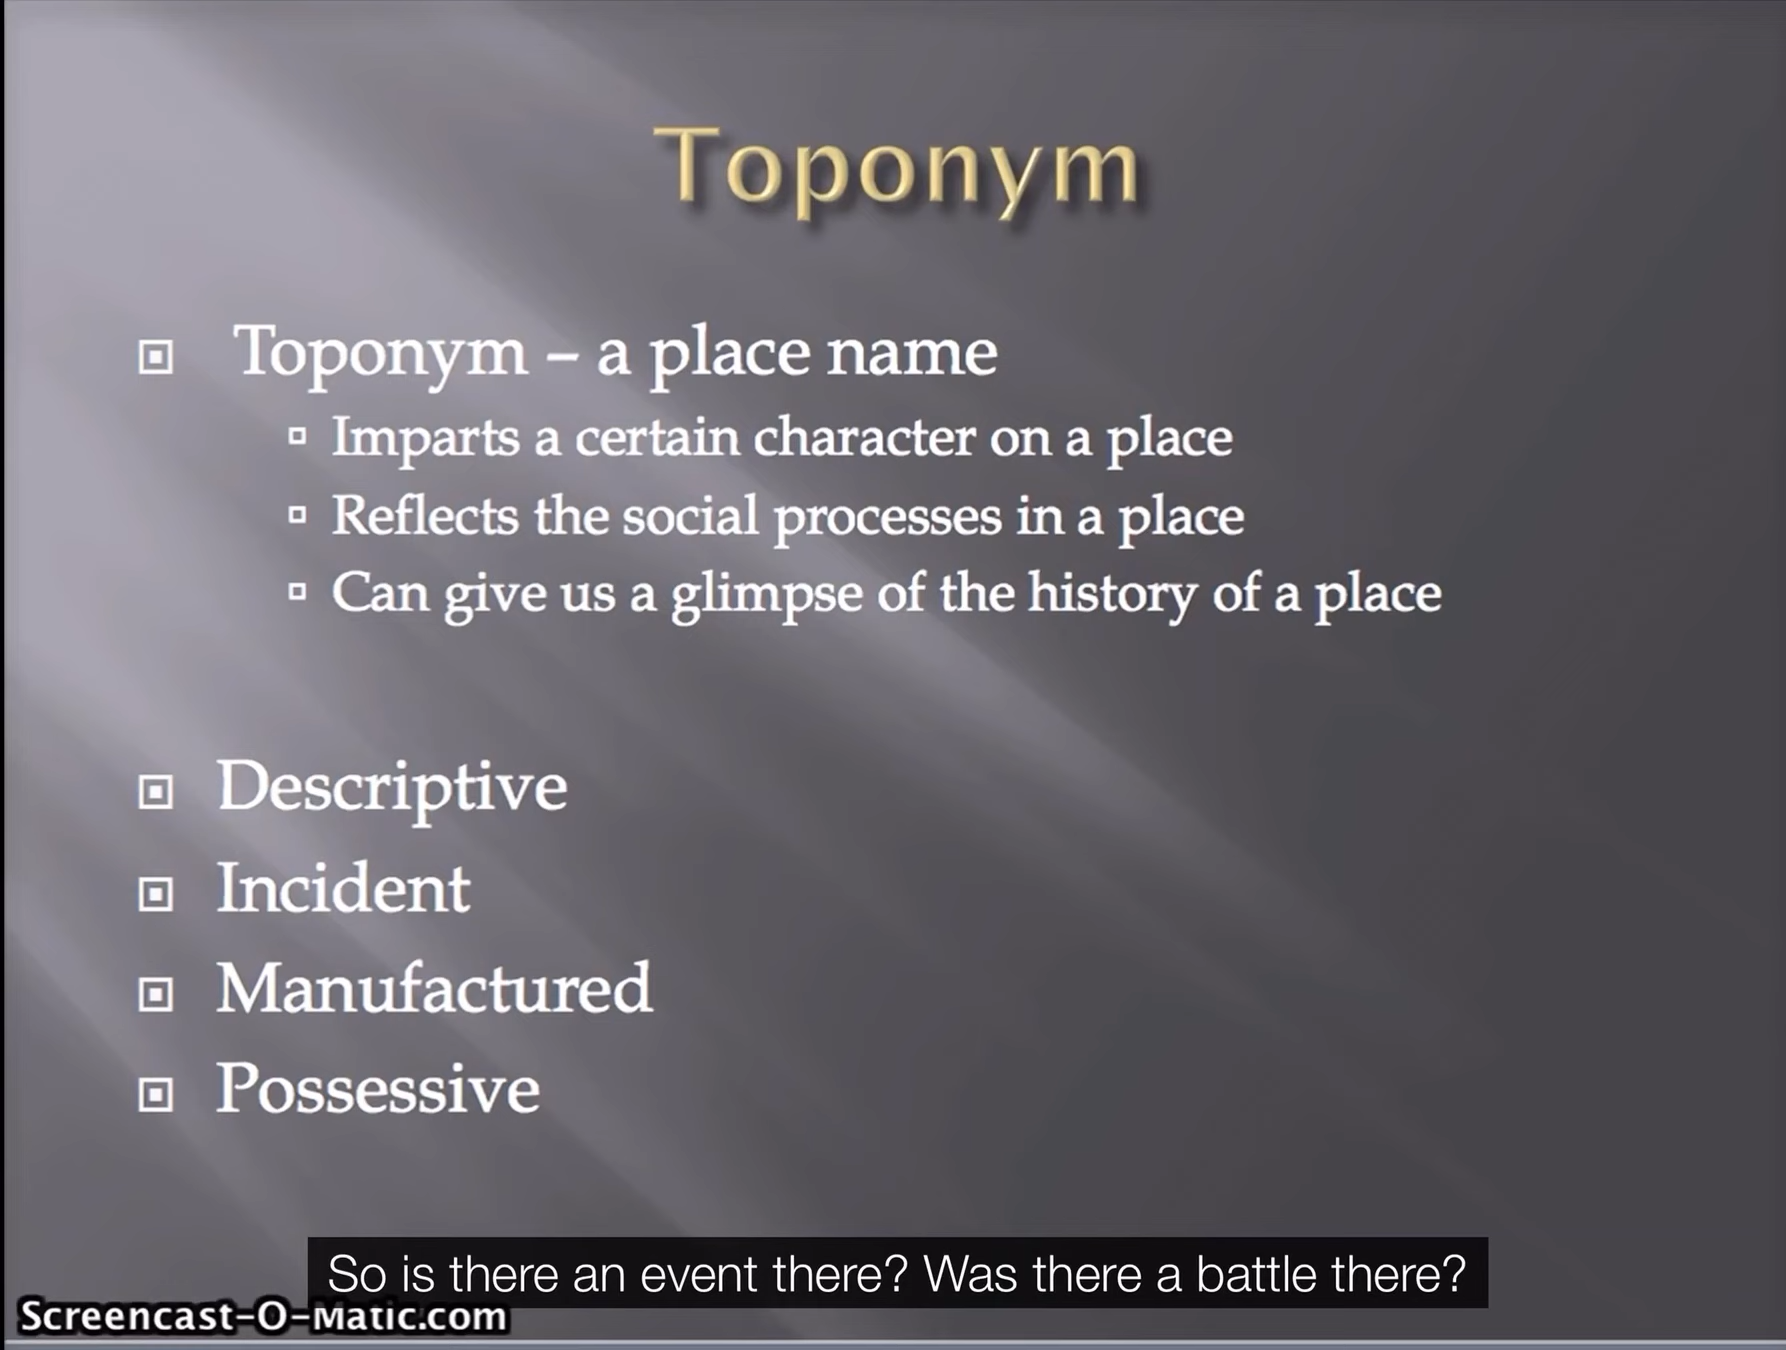 Toponym
Toponym – a place name
Imparts a certain character on a place
Reflects the social processes in a place
Can give us a glimpse of the history of a place
Descriptive
Incident
Manufactured
Possessive
So is there an event there? Was there a battle there?
Screencast-O-Matic.com